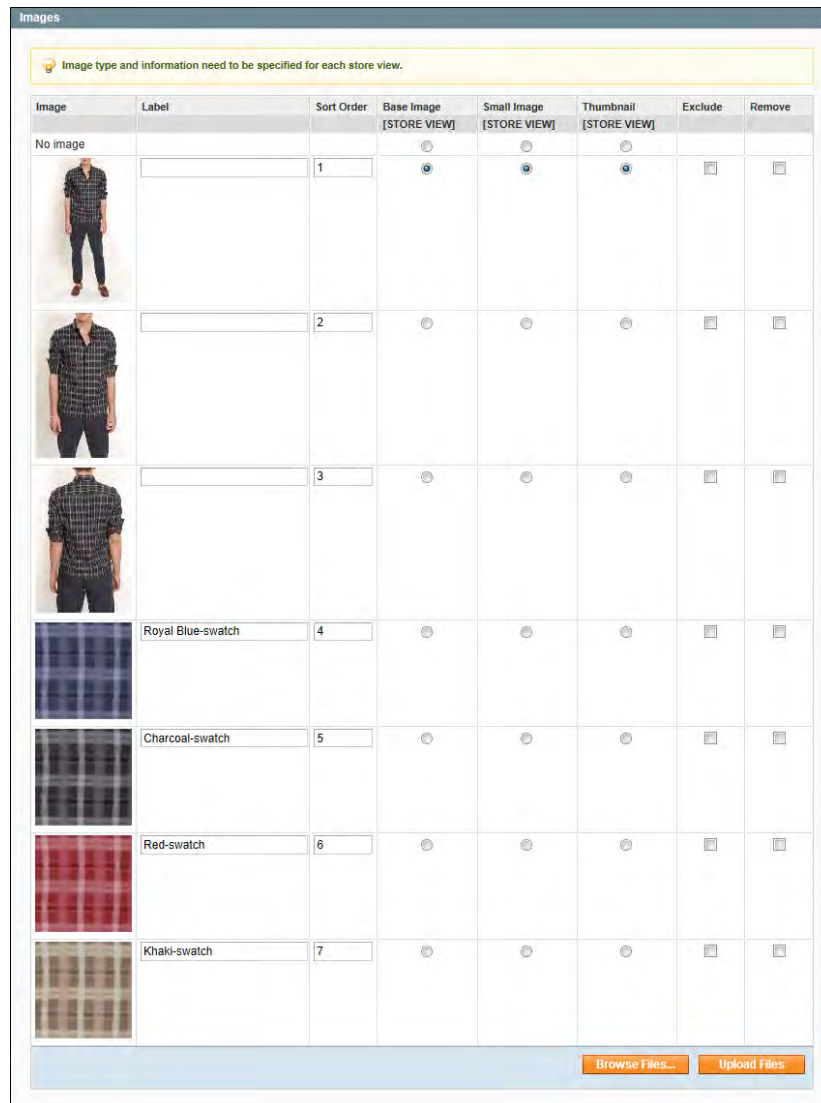 Images
Image type and information need to be specified for each store view.
Image Label Sort Order Base Image Small Image Thumbnail Exclude Remove
[STORE VIEW] [STORE VIEW] [STORE VIEW]
No image
1
2
3
Royal Blue-swatch 4
Charcoal-swatch 5
Red-swatch 6
Khaki-swatch 7
Browse Files... Upload Files